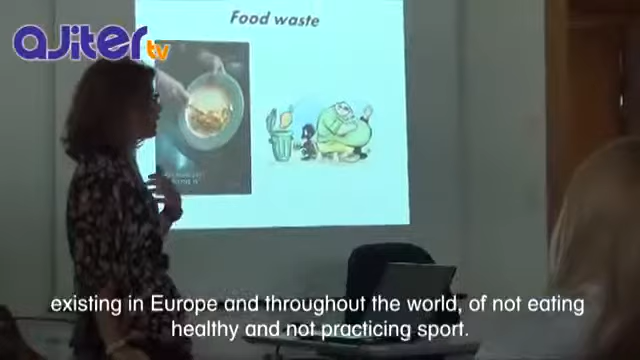 Food waste
aJiter tv
existing in Europe and throughout the world, of not eating
healthy and not practicing sport.